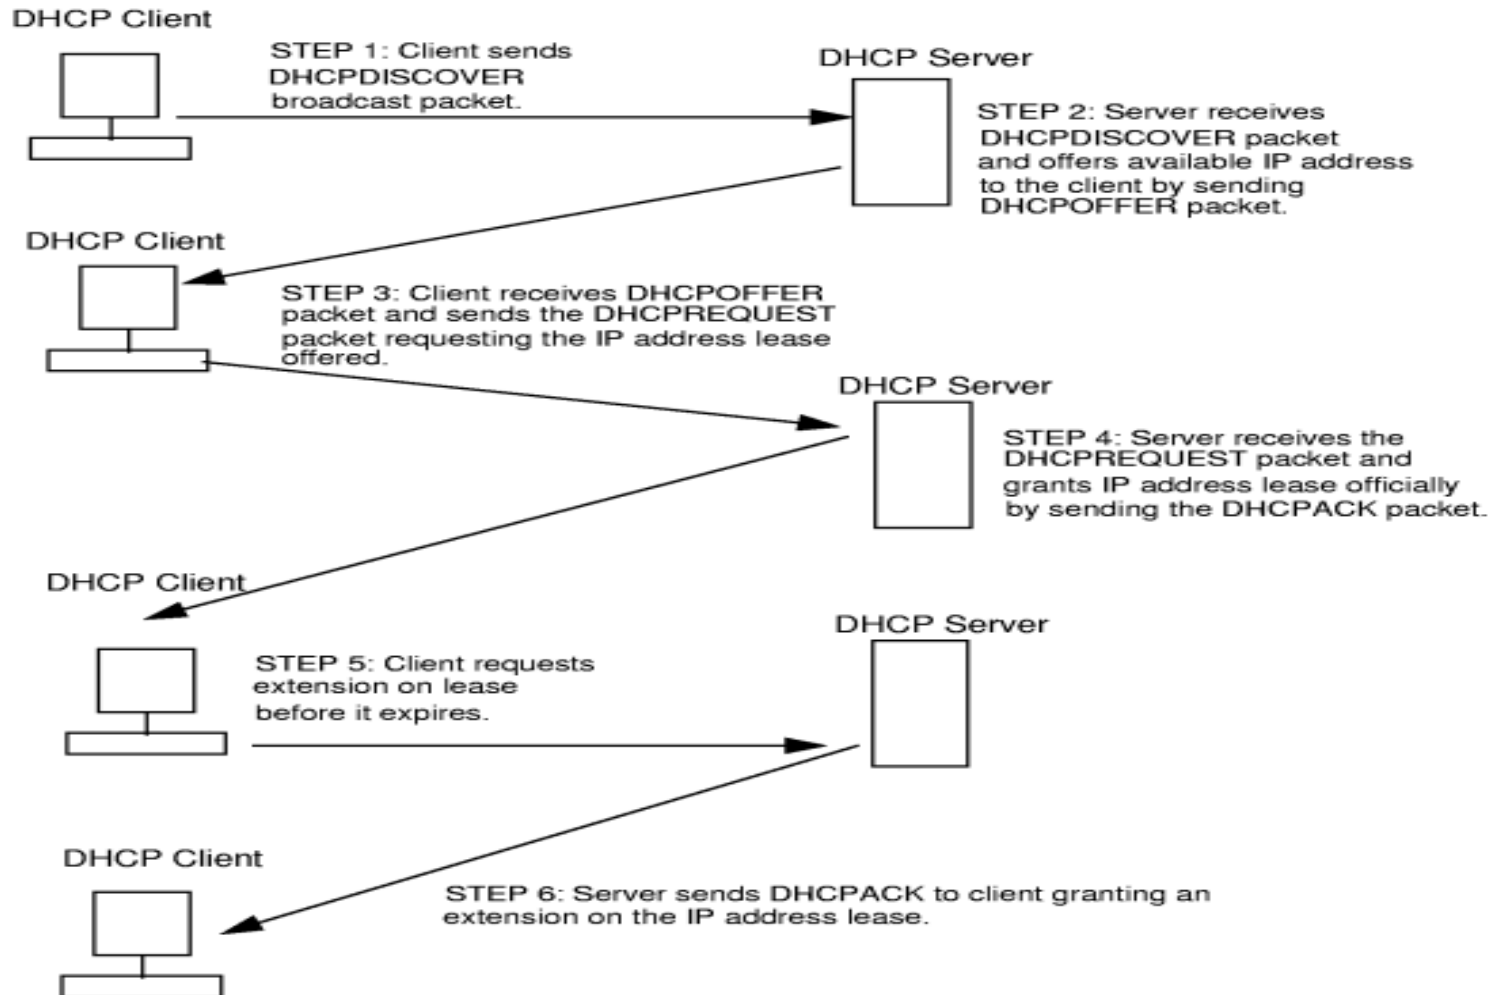 DHCP Client
STEP 1: Client sends
DHCPDISCOVER
broadcast packet.
DHCP Server
STEP 2: Server receives
DHCPDISCOVER packet
and offers available IP address
to the client by sending
DHCPOFFER packet.
DHCP Client
STEP 3: Client receives DHCPOFFER
packet and sends the DHCPREQUEST
packet requesting the IP address lease
offered.
DHCP Server
STEP 4: Server receives the
DHCPREQUEST packet and
grants IP address lease officially
by sending the DHCPACK packet.
DHCP Client
STEP 5: Client requests
extension on lease
before it expires.
DHCP Server
DHCP Client
STEP 6: Server sends DHCPACK to client granting an
extension on the IP address lease.